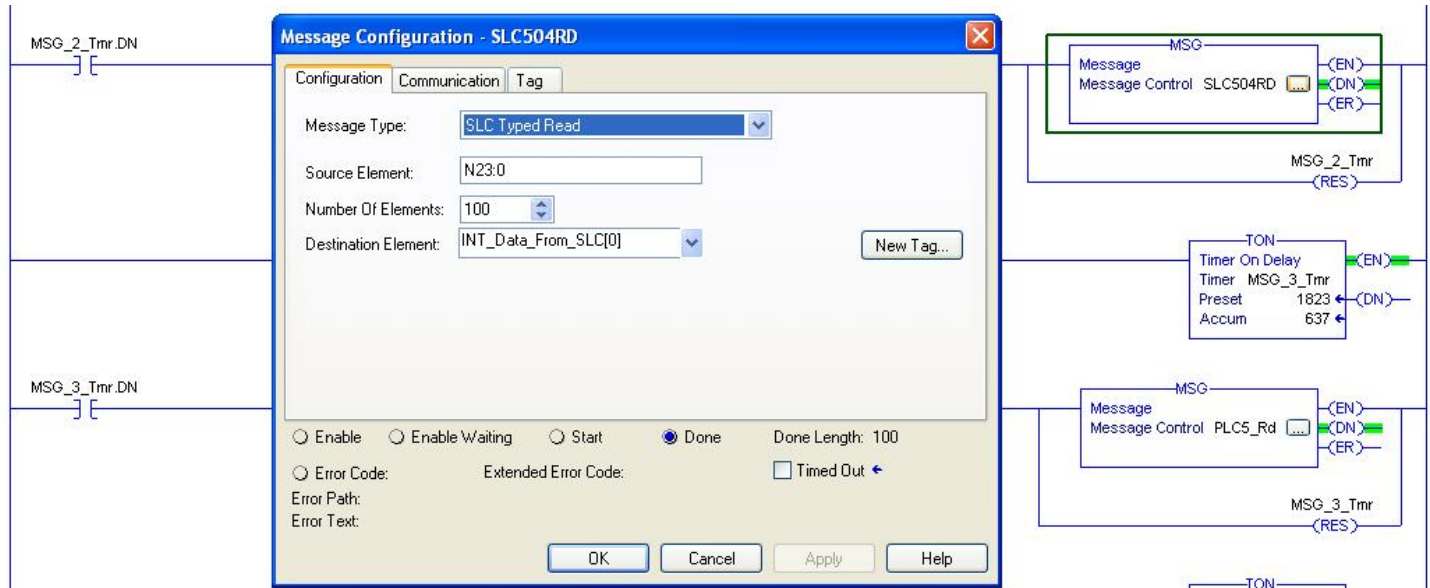 MSG_2_Tmr.DN
Message Configuration - SLC504RD
Configuration Communication Tag
Message Type: SLC Typed Read
Source Element: N23:0
Number Of Elements: 100
Destination Element: INT_Data_From_SLC[0] New Tag...
Enable Enable Waiting Start Done Done Length: 100
Error Code: Extended Error Code: Timed Out
Error Path:
Error Text:
OK Cancel Apply Help
MSG
Message (EN)
Message Control SLC504RD ... (DN)
(ER)
MSG_2_Tmr
(RES)
TON
Timer On Delay (EN)
Timer MSG_3_Tmr
Preset 1823 (DN)
Accum 637
MSG_3_Tmr.DN
MSG
Message (EN)
Message Control PLC5_Rd ... (DN)
(ER)
MSG_3_Tmr
(RES)
TON